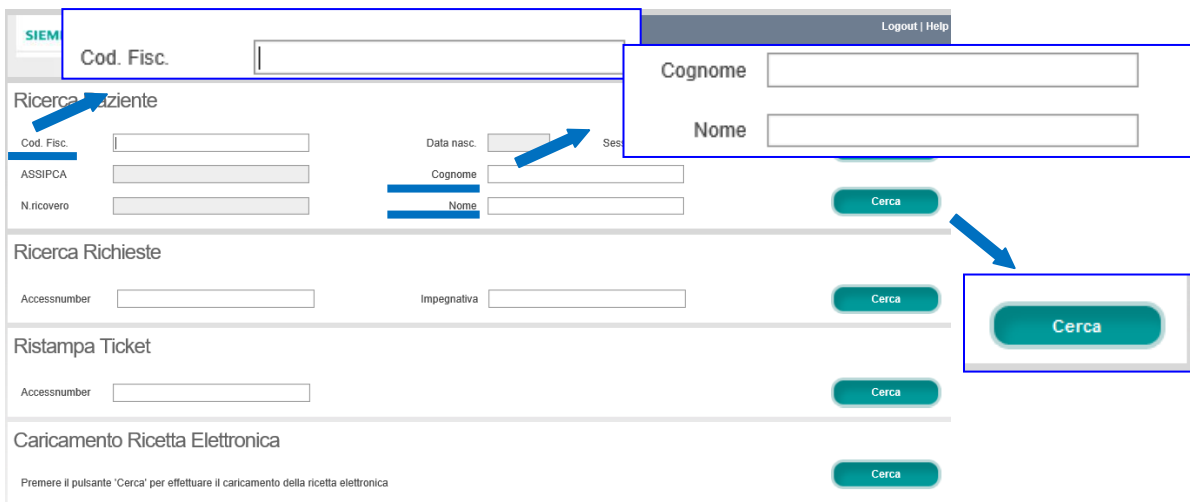 SIEM
Logout | Help
Cod. Fisc.
Cognome
Nome
Ricerca Paziente
Cod. Fisc.
Data nasc.
Sess
ASSIPCA
Cognome
N.ricovero
Nome
Cerca
Ricerca Richieste
Accessnumber
Impegnativa
Cerca
Cerca
Ristampa Ticket
Accessnumber
Cerca
Caricamento Ricetta Elettronica
Premere il pulsante 'Cerca' per effettuare il caricamento della ricetta elettronica
Cerca